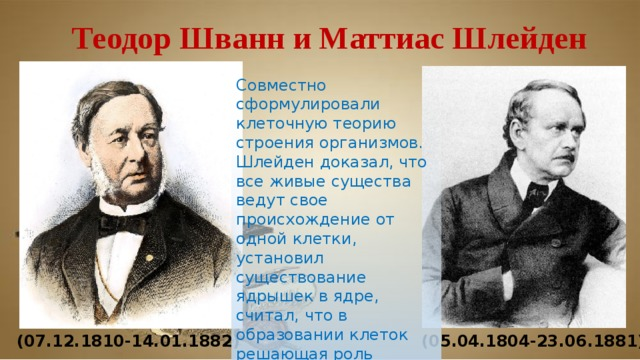 Теодор Шванн и Маттиас Шлейден
Совместно
сформулировали
клеточную теорию
строения организмов.
Шлейден доказал, что
все живые существа
ведут свое
происхождение от
одной клетки,
установил
существование
ядрышек в ядре,
считал, что в
образовании клеток
решающая роль
(07.12.1810-14.01.1882
(05.04.1804-23.06.1881)